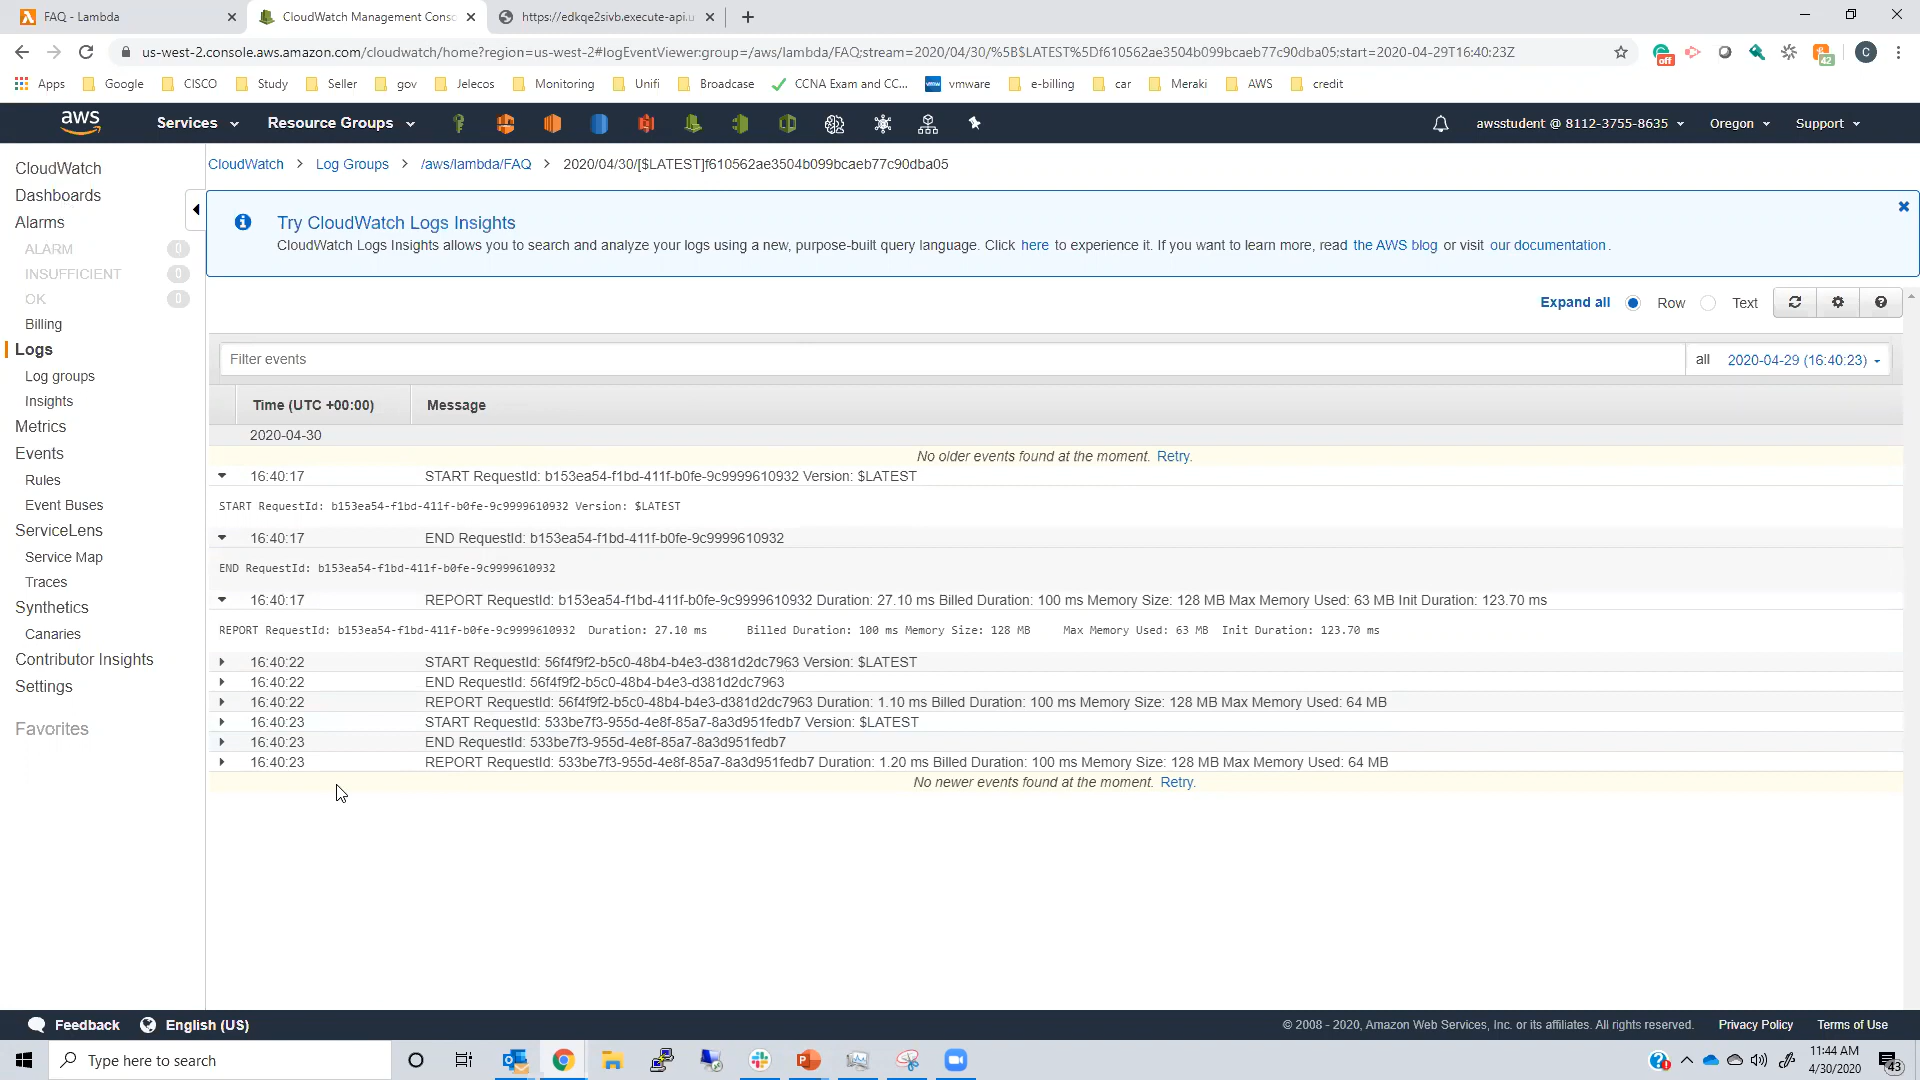 FAQ - Lambda
CloudWatch Management Conso
https://edkqe2sivb.execute-api.u
us-west-2.console.aws.amazon.com/cloudwatch/home?region=us-west-2#logEventViewer:group=/aws/lambda/FAQ;stream=2020/04/30/%5B$LATEST%5Df610562ae3504b099bcaeb77c90dba05;start=2020-04-29T16:40:23Z
off
42
C
Apps
Google
CISCO
Study
Seller
gov
Jelecos
Monitoring
Unifi
Broadcase
CCNA Exam and CC...
vmware
e-billing
car
Meraki
AWS
credit
aws
Services
Resource Groups
awsstudent @ 8112-3755-8635
Oregon
Support
CloudWatch
Dashboards
Alarms
ALARM 0
INSUFFICIENT 0
OK 0
Billing
Logs
Log groups
Insights
Metrics
Events
Rules
Event Buses
ServiceLens
Service Map
Traces
Synthetics
Canaries
Contributor Insights
Settings
Favorites
CloudWatch > Log Groups > /aws/lambda/FAQ > 2020/04/30/[$LATEST]f610562ae3504b099bcaeb77c90dba05
Try CloudWatch Logs Insights
CloudWatch Logs Insights allows you to search and analyze your logs using a new, purpose-built query language. Click here to experience it. If you want to learn more, read the AWS blog or visit our documentation.
Expand all Row Text
Filter events
all 2020-04-29 (16:40:23)
Time (UTC +00:00) Message
2020-04-30
No older events found at the moment. Retry.
16:40:17 START RequestId: b153ea54-f1bd-411f-b0fe-9c9999610932 Version: $LATEST
START RequestId: b153ea54-f1bd-411f-b0fe-9c9999610932 Version: $LATEST
16:40:17 END RequestId: b153ea54-f1bd-411f-b0fe-9c9999610932
END RequestId: b153ea54-f1bd-411f-b0fe-9c9999610932
16:40:17 REPORT RequestId: b153ea54-f1bd-411f-b0fe-9c9999610932 Duration: 27.10 ms Billed Duration: 100 ms Memory Size: 128 MB Max Memory Used: 63 MB Init Duration: 123.70 ms
REPORT RequestId: b153ea54-f1bd-411f-b0fe-9c9999610932 Duration: 27.10 ms Billed Duration: 100 ms Memory Size: 128 MB Max Memory Used: 63 MB Init Duration: 123.70 ms
16:40:22 START RequestId: 56f4f9f2-b5c0-48b4-b4e3-d381d2dc7963 Version: $LATEST
16:40:22 END RequestId: 56f4f9f2-b5c0-48b4-b4e3-d381d2dc7963
16:40:22 REPORT RequestId: 56f4f9f2-b5c0-48b4-b4e3-d381d2dc7963 Duration: 1.10 ms Billed Duration: 100 ms Memory Size: 128 MB Max Memory Used: 64 MB
16:40:23 START RequestId: 533be7f3-955d-4e8f-85a7-8a3d951fedb7 Version: $LATEST
16:40:23 END RequestId: 533be7f3-955d-4e8f-85a7-8a3d951fedb7
16:40:23 REPORT RequestId: 533be7f3-955d-4e8f-85a7-8a3d951fedb7 Duration: 1.20 ms Billed Duration: 100 ms Memory Size: 128 MB Max Memory Used: 64 MB
No newer events found at the moment. Retry.
Feedback
English (US)
© 2008 - 2020, Amazon Web Services, Inc. or its affiliates. All rights reserved.
Privacy Policy
Terms of Use
Type here to search
11:44 AM
4/30/2020
43